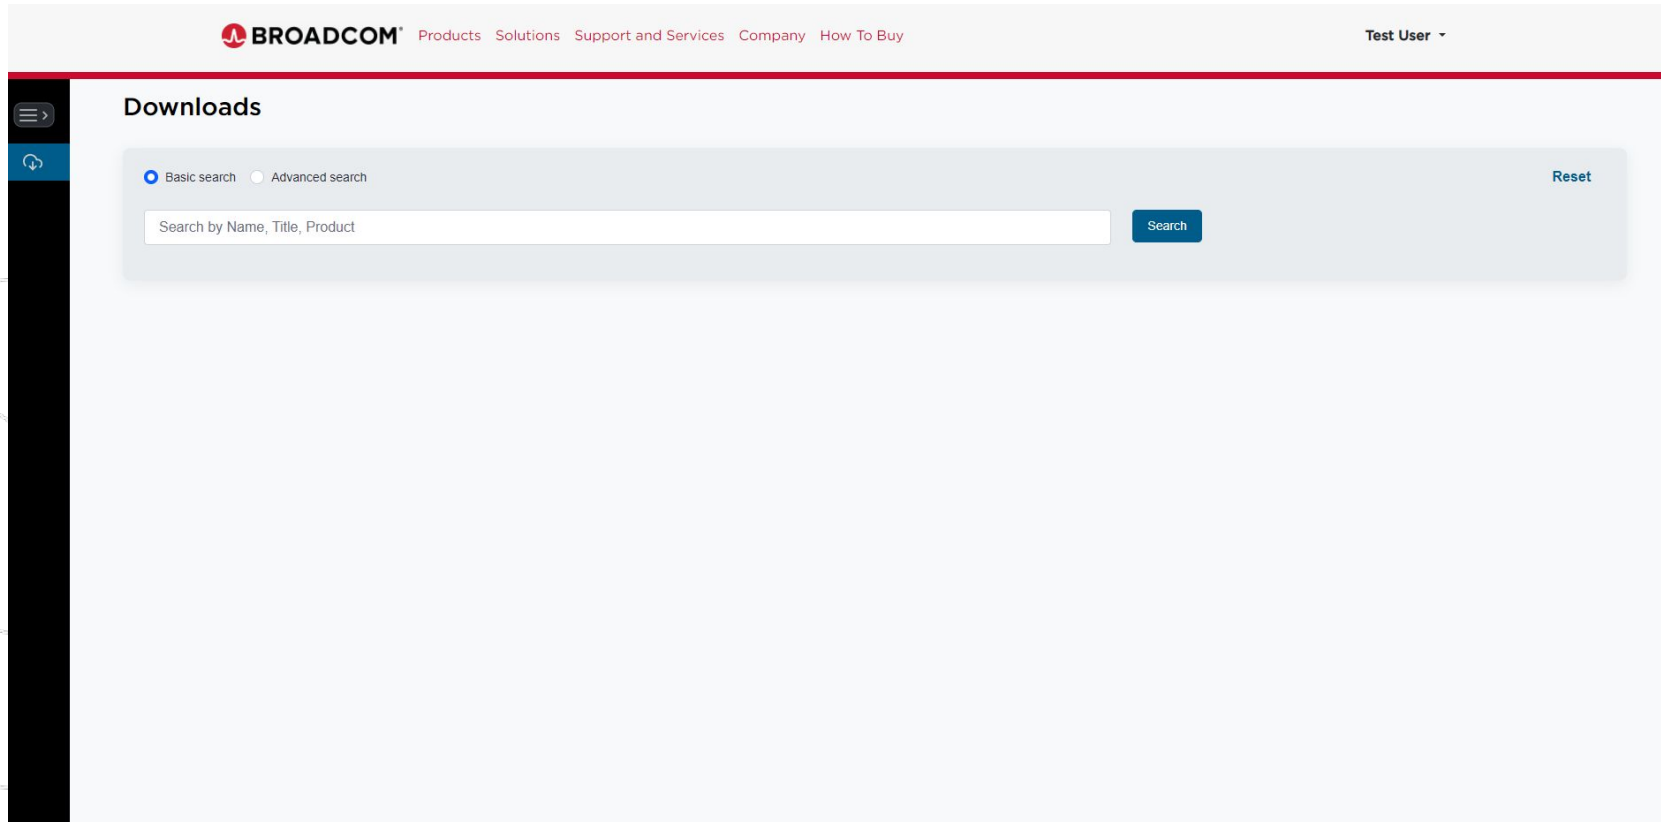 BROADCOM® Products Solutions Support and Services Company How To Buy Test User
Downloads
Basic search Advanced search Reset
Search by Name, Title, Product Search